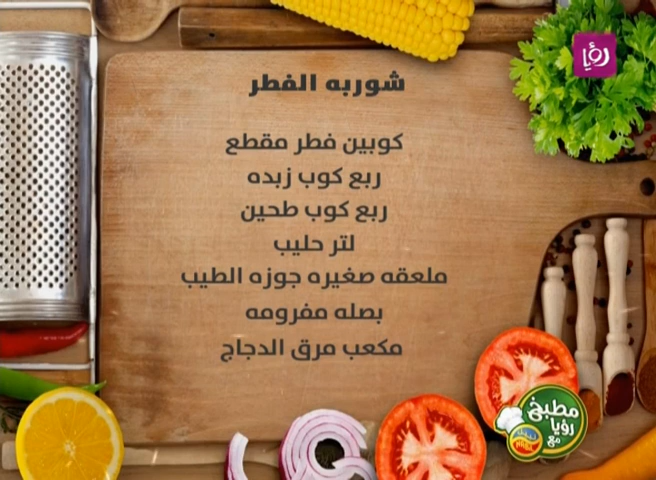 رؤيا
شوربه الفطر
كوبين فطر مقطع
ربع كوب زبده
ربع كوب طحين
لتر حليب
ملعقه صغيره جوزه الطيب
بصله مفرومه
مكعب مرق الدجاج
مطبخ
رؤيا
مع